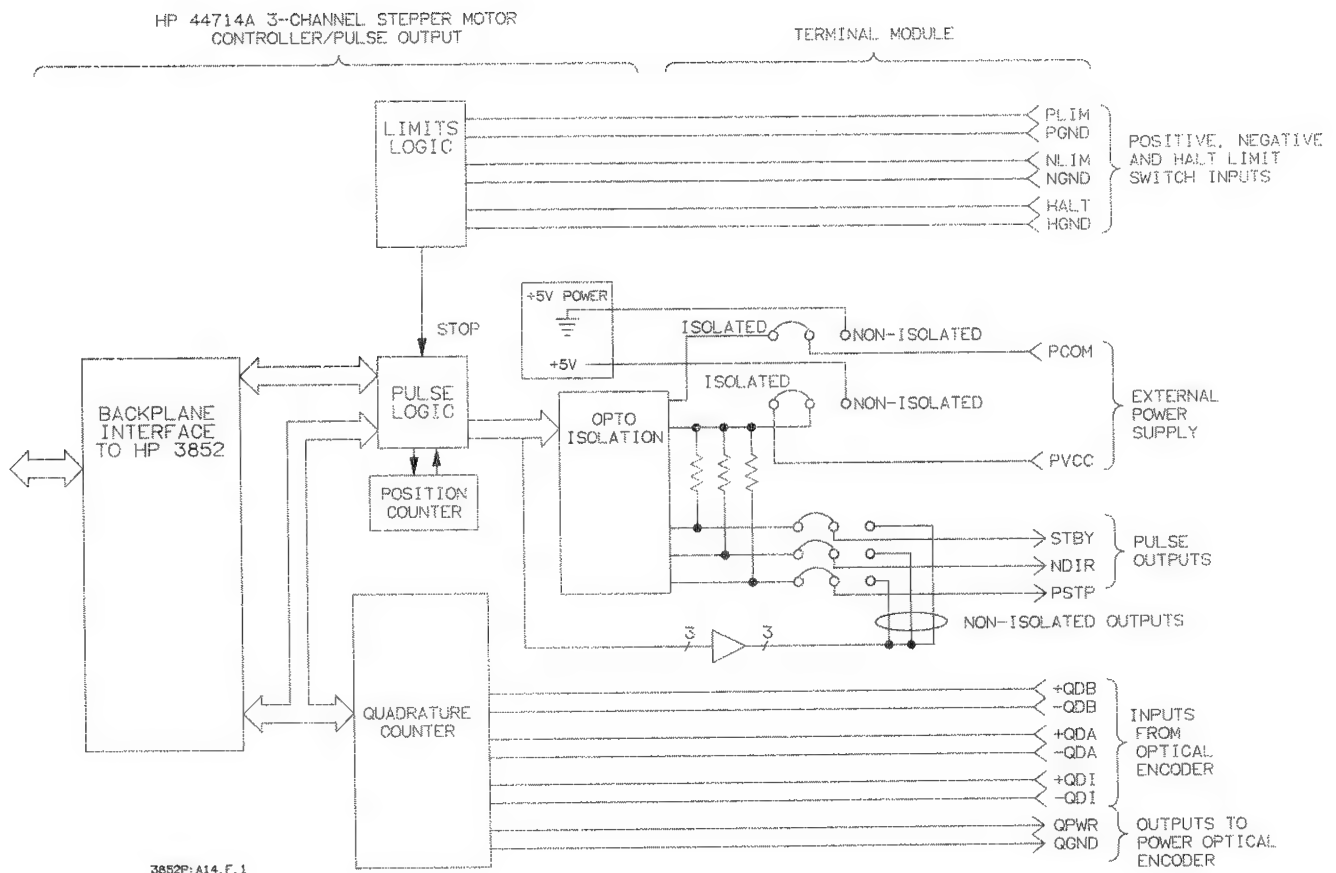 HP 44714A 3-CHANNEL STEPPER MOTOR
CONTROLLER/PULSE OUTPUT
TERMINAL MODULE
LIMITS
LOGIC
PLIM
PGND
NLIM
NGND
HALT
HGND
POSITIVE, NEGATIVE
AND HALT LIMIT
SWITCH INPUTS
STOP
+5V POWER
+5V
ISOLATED
NON-ISOLATED
PCOM
ISOLATED
NON-ISOLATED
PVCC
EXTERNAL
POWER
SUPPLY
BACKPLANE
INTERFACE
TO HP 3852
PULSE
LOGIC
OPTO
ISOLATION
POSITION
COUNTER
STBY
NDIR
PSTP
PULSE
OUTPUTS
NON-ISOLATED OUTPUTS
3
3
QUADRATURE
COUNTER
+QDB
-QDB
+QDA
-QDA
+QDI
-QDI
INPUTS
FROM
OPTICAL
ENCODER
QPWR
QGND
OUTPUTS TO
POWER OPTICAL
ENCODER
3852P:A14.F.1